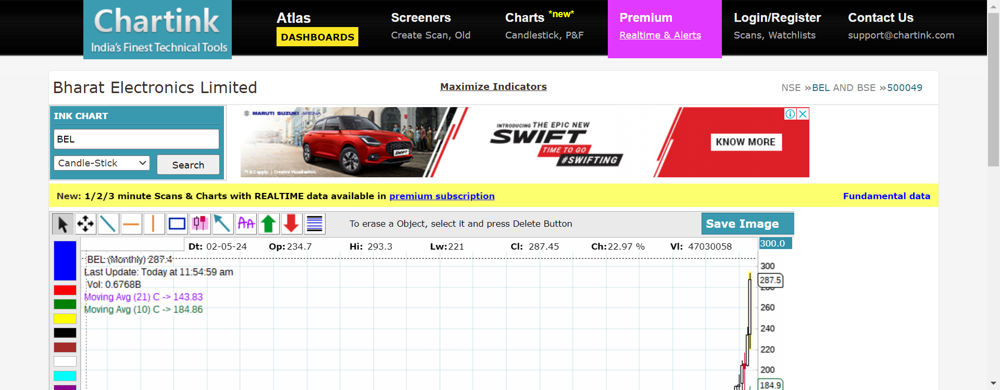 Chartink
India's Finest Technical Tools
Atlas
DASHBOARDS
Screeners
Create Scan, Old
Charts *new*
Candlestick, P&F
Premium
Realtime & Alerts
Login/Register
Scans, Watchlists
Contact Us
support@chartink.com
Bharat Electronics Limited
Maximize Indicators
NSE »BEL AND BSE »500049
INK CHART
BEL
Candle-Stick
Search
MARUTI SUZUKI ARENA
SWIFT
*T & C apply. | Creative Visualisation.
INTRODUCING THE EPIC NEW
SWIFT
TIME TO GO
#SWIFTING
KNOW MORE
New: 1/2/3 minute Scans & Charts with REALTIME data available in premium subscription
Fundamental data
AA
To erase a Object, select it and press Delete Button
Save Image
Dt: 02-05-24 Op:234.7 Hi: 293.3 Lw:221 Cl: 287.45 Ch:22.97 % Vl: 47030058
300.0
BEL (Monthly) 287.4
Last Update: Today at 11:54:59 am
Vol: 0.6768B
Moving Avg (21) C -> 143.83
Moving Avg (10) C -> 184.86
300
287.5
260
240
220
200
184.9